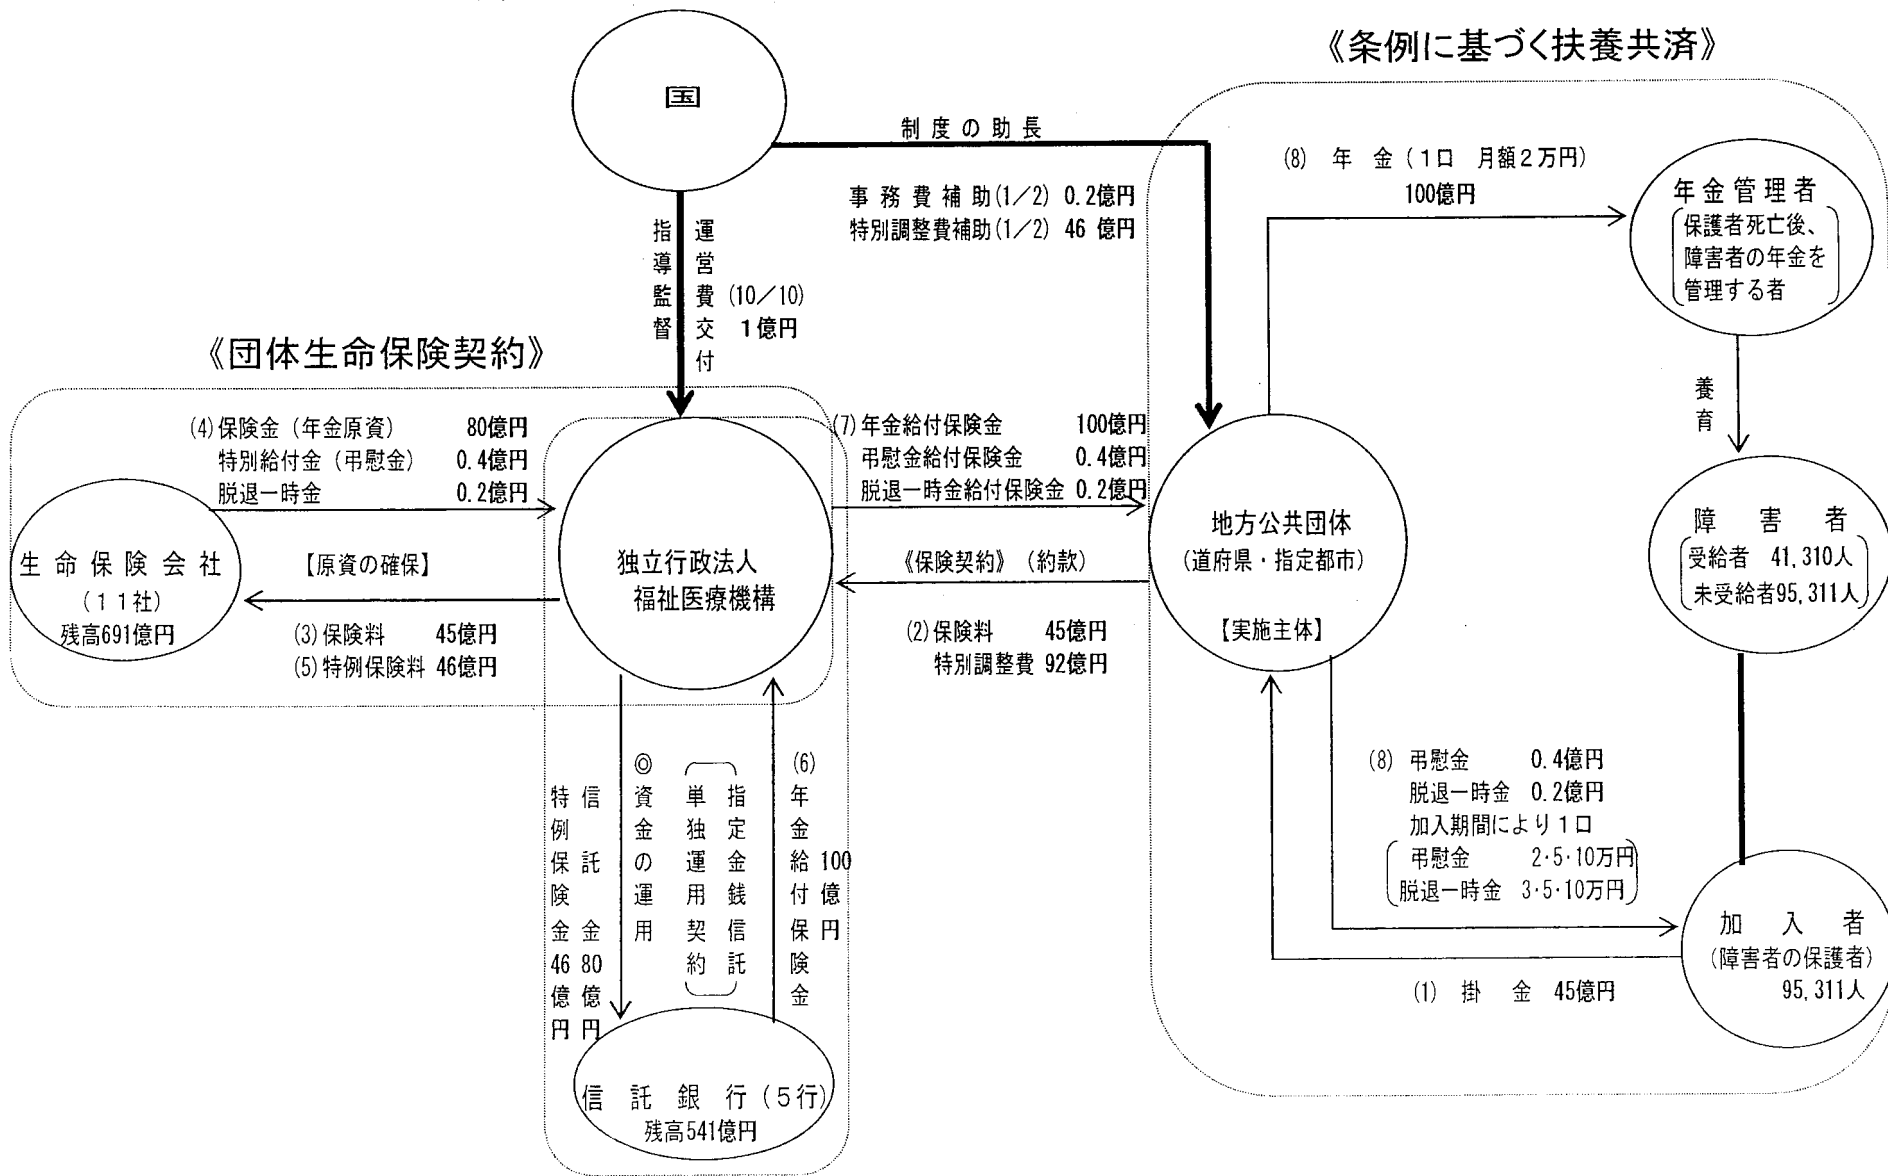 《条例に基づく扶養共済》
国
制度の助長
事務費補助(1/2) 0.2億円
特別調整費補助(1/2) 46 億円
指導監督
運営費交付
(10/10)
1億円
(8) 年 金 (1口 月額2万円)
100億円
年金管理者
保護者死亡後、
障害者の年金を
管理する者
養育
《団体生命保険契約》
(4)保険金(年金原資) 80億円
特別給付金(弔慰金) 0.4億円
脱退一時金 0.2億円
(7)年金給付保険金 100億円
弔慰金給付保険金 0.4億円
脱退一時金給付保険金 0.2億円
生命保険会社
(11社)
残高691億円
【原資の確保】
(3)保険料 45億円
(5)特例保険料 46億円
独立行政法人
福祉医療機構
《保険契約》(約款)
(2)保険料 45億円
特別調整費 92億円
地方公共団体
(道府県・指定都市)
【実施主体】
障 害 者
受給者 41,310人
未受給者95,311人
特例保険金46億円
信託金80億円
◎資金の運用
単独運用契約
指定金銭信託
(6)年金給付保険金
100億円
信 託 銀 行(5行)
残高541億円
(8) 弔慰金 0.4億円
脱退一時金 0.2億円
加入期間により1口
弔慰金 2・5・10万円
脱退一時金 3・5・10万円
(1) 掛 金 45億円
加 入 者
(障害者の保護者)
95,311人